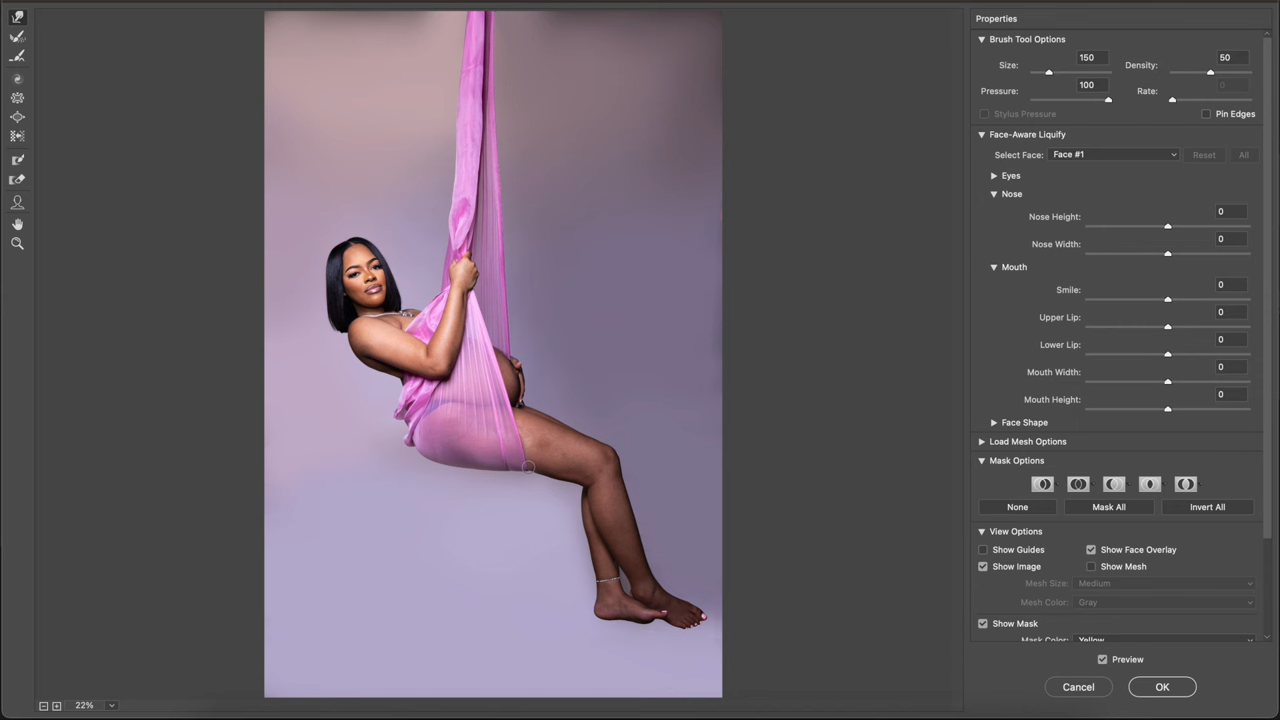 Properties
Brush Tool Options
Size: 150 Density: 50
Pressure: 100 Rate: 0
Stylus Pressure Pin Edges
Face-Aware Liquify
Select Face: Face #1 Reset All
Eyes
Nose
Nose Height: 0
Nose Width: 0
Mouth
Smile: 0
Upper Lip: 0
Lower Lip: 0
Mouth Width: 0
Mouth Height: 0
Face Shape
Load Mesh Options
Mask Options
None Mask All Invert All
View Options
Show Guides Show Face Overlay
Show Image Show Mesh
Mesh Size: Medium
Mesh Color: Gray
Show Mask
Mask Color: Yellow
Preview
Cancel OK
22%